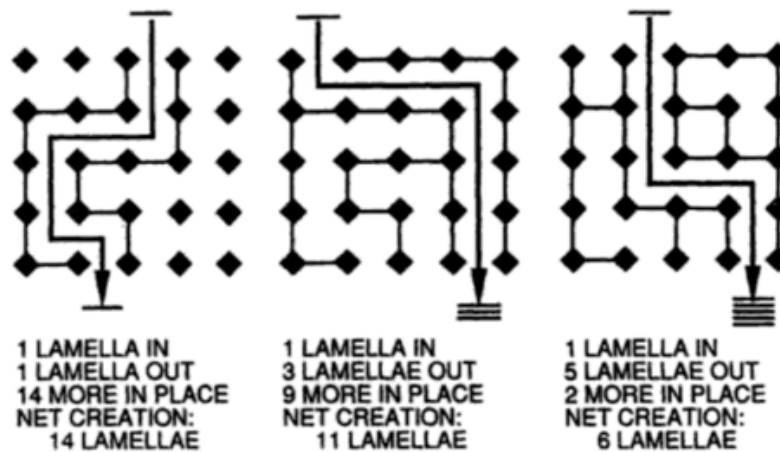 1 LAMELLA IN
1 LAMELLA OUT
14 MORE IN PLACE
NET CREATION:
14 LAMELLAE
1 LAMELLA IN
3 LAMELLAE OUT
9 MORE IN PLACE
NET CREATION:
11 LAMELLAE
1 LAMELLA IN
5 LAMELLAE OUT
2 MORE IN PLACE
NET CREATION:
6 LAMELLAE